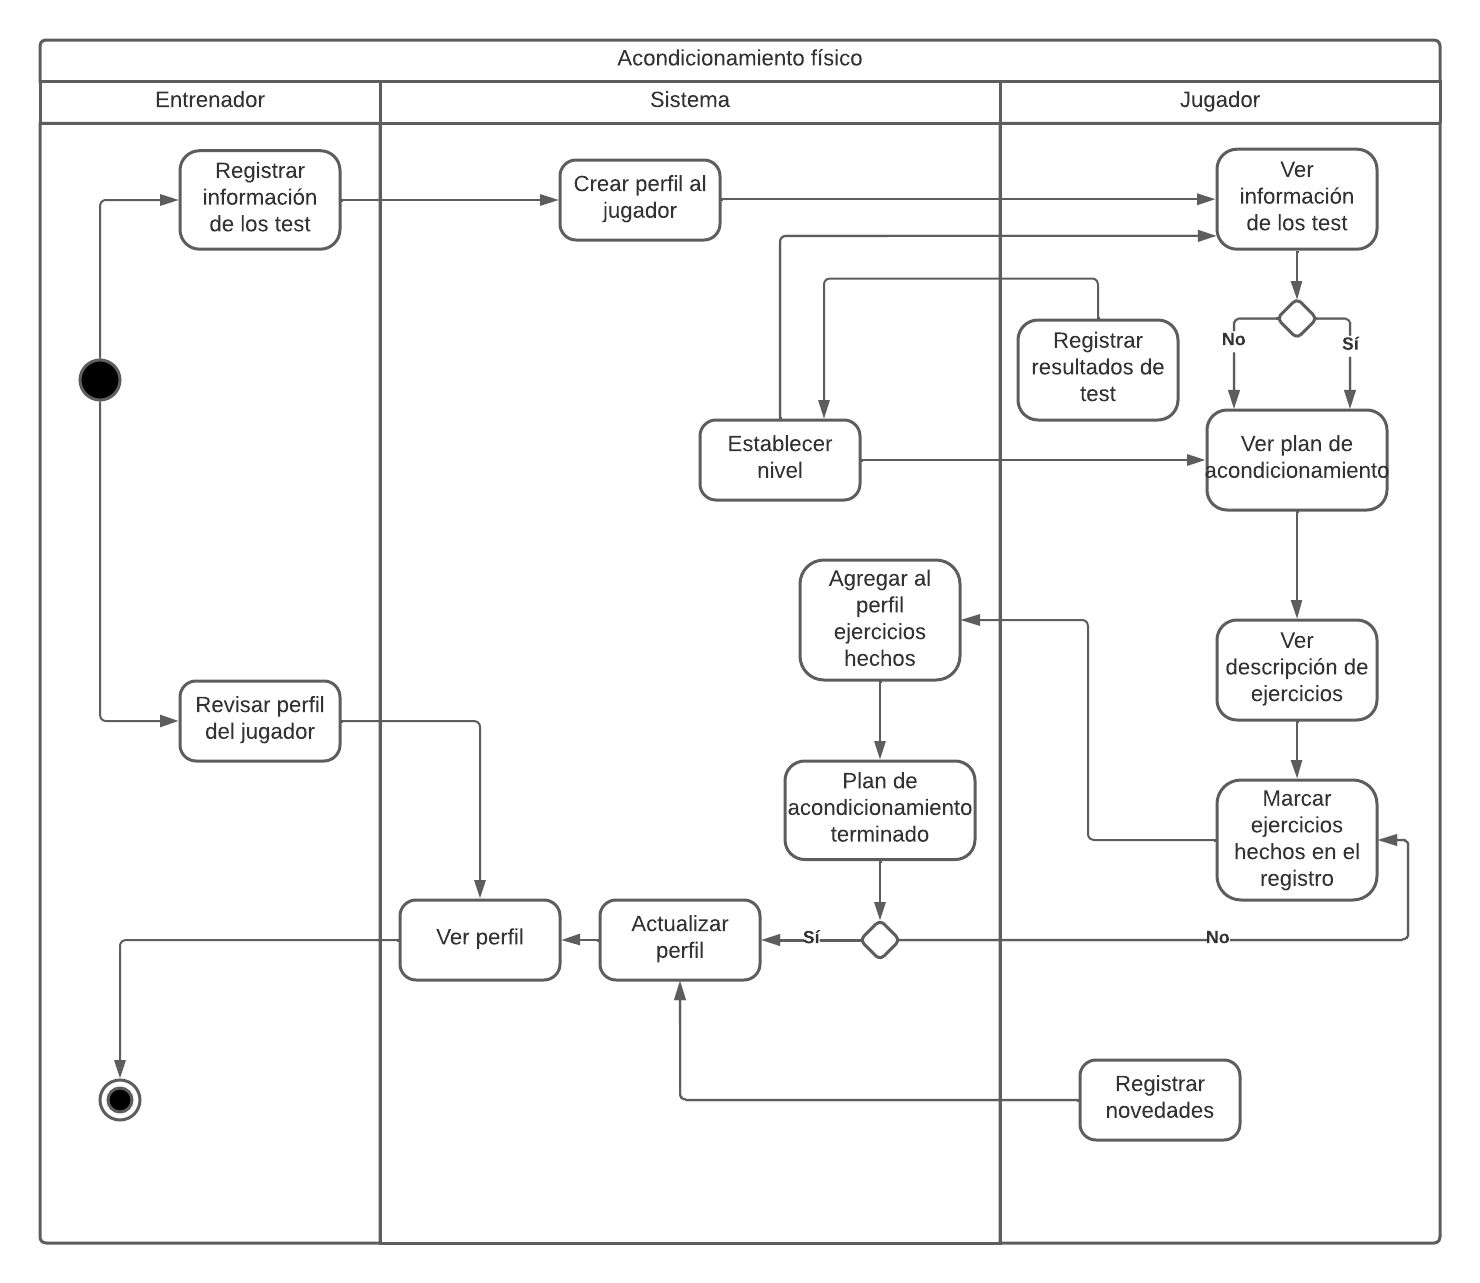 Acondicionamiento físico
Entrenador
Sistema
Jugador
Registrar
información
de los test
Crear perfil al
jugador
Ver
información
de los test
No
Sí
Registrar
resultados de
test
Establecer
nivel
Ver plan de
acondicionamiento
Agregar al
perfil
ejercicios
hechos
Ver
descripción de
ejercicios
Revisar perfil
del jugador
Plan de
acondicionamiento
terminado
Marcar
ejercicios
hechos en el
registro
Ver perfil
Actualizar
perfil
Sí
No
Registrar
novedades